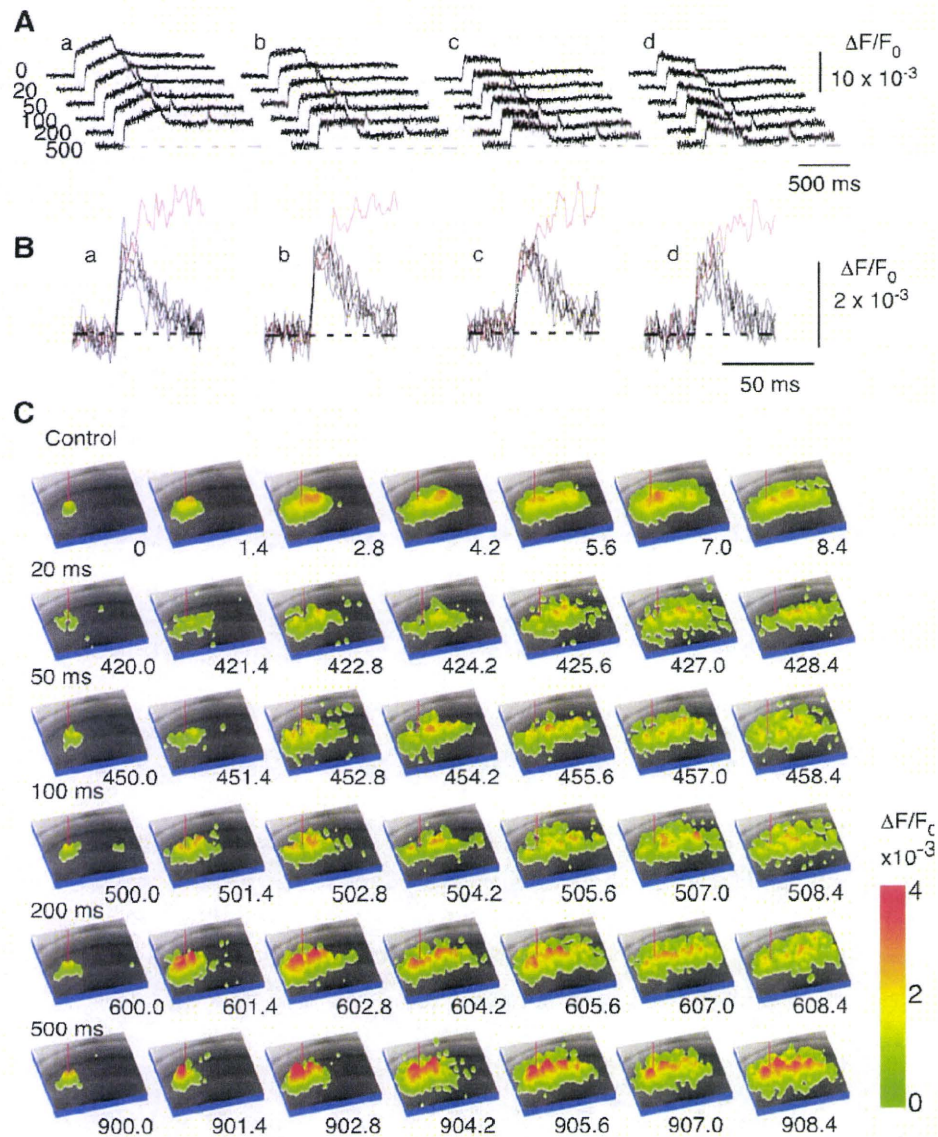 A
a
b
c
d
ΔF/F0
10 x 10-3
0
20
50
100
200
500
500 ms
B
a
b
c
d
ΔF/F0
2 x 10-3
50 ms
C
Control
0
1.4
2.8
4.2
5.6
7.0
8.4
20 ms
420.0
421.4
422.8
424.2
425.6
427.0
428.4
50 ms
450.0
451.4
452.8
454.2
455.6
457.0
458.4
100 ms
500.0
501.4
502.8
504.2
505.6
507.0
508.4
200 ms
600.0
601.4
602.8
604.2
605.6
607.0
608.4
500 ms
900.0
901.4
902.8
904.2
905.6
907.0
908.4
ΔF/F0
x10-3
4
2
0